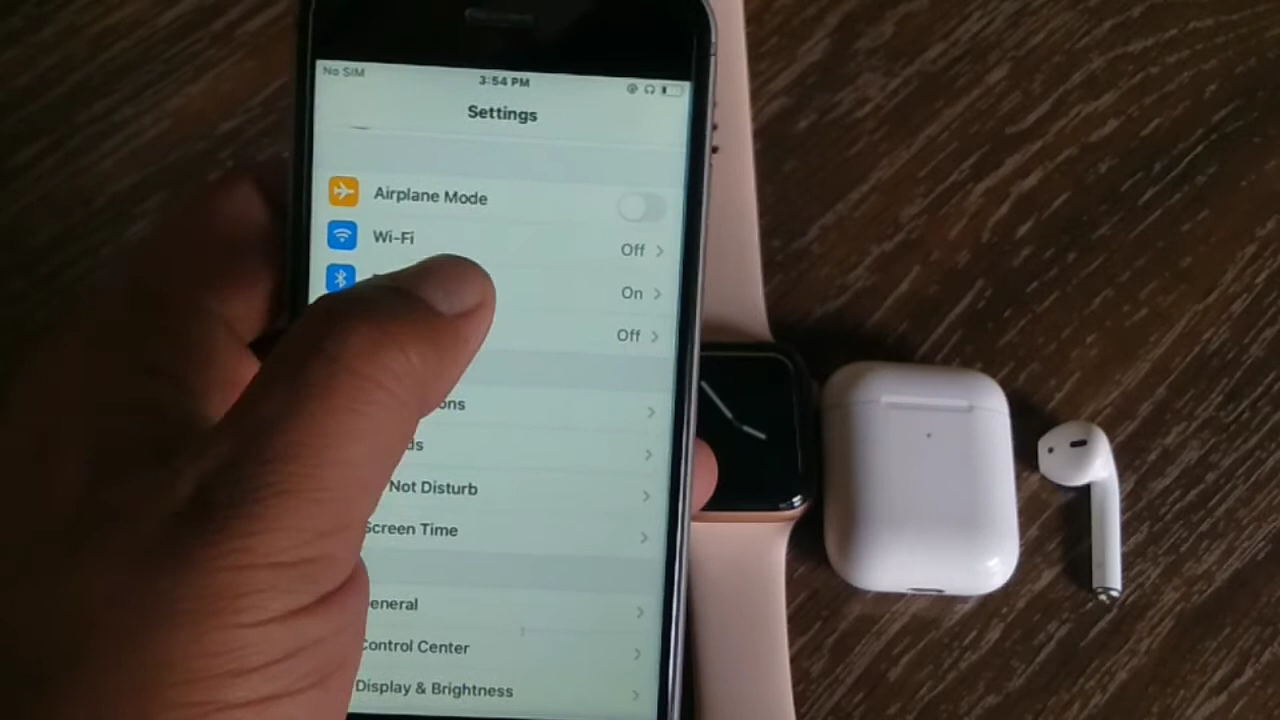 No SIM 3:54 PM
Settings
Airplane Mode
Wi-Fi Off
On
Off
ons
ds
Not Disturb
Screen Time
eneral
Control Center
Display & Brightness